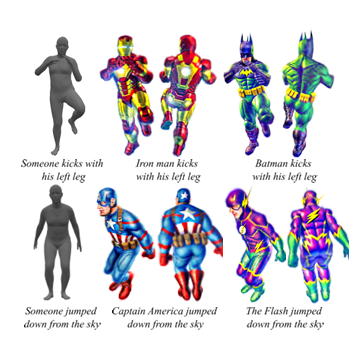 Someone kicks with
his left leg
Iron man kicks
with his left leg
Batman kicks
with his left leg
Someone jumped
down from the sky
Captain America jumped
down from the sky
The Flash jumped
down from the sky